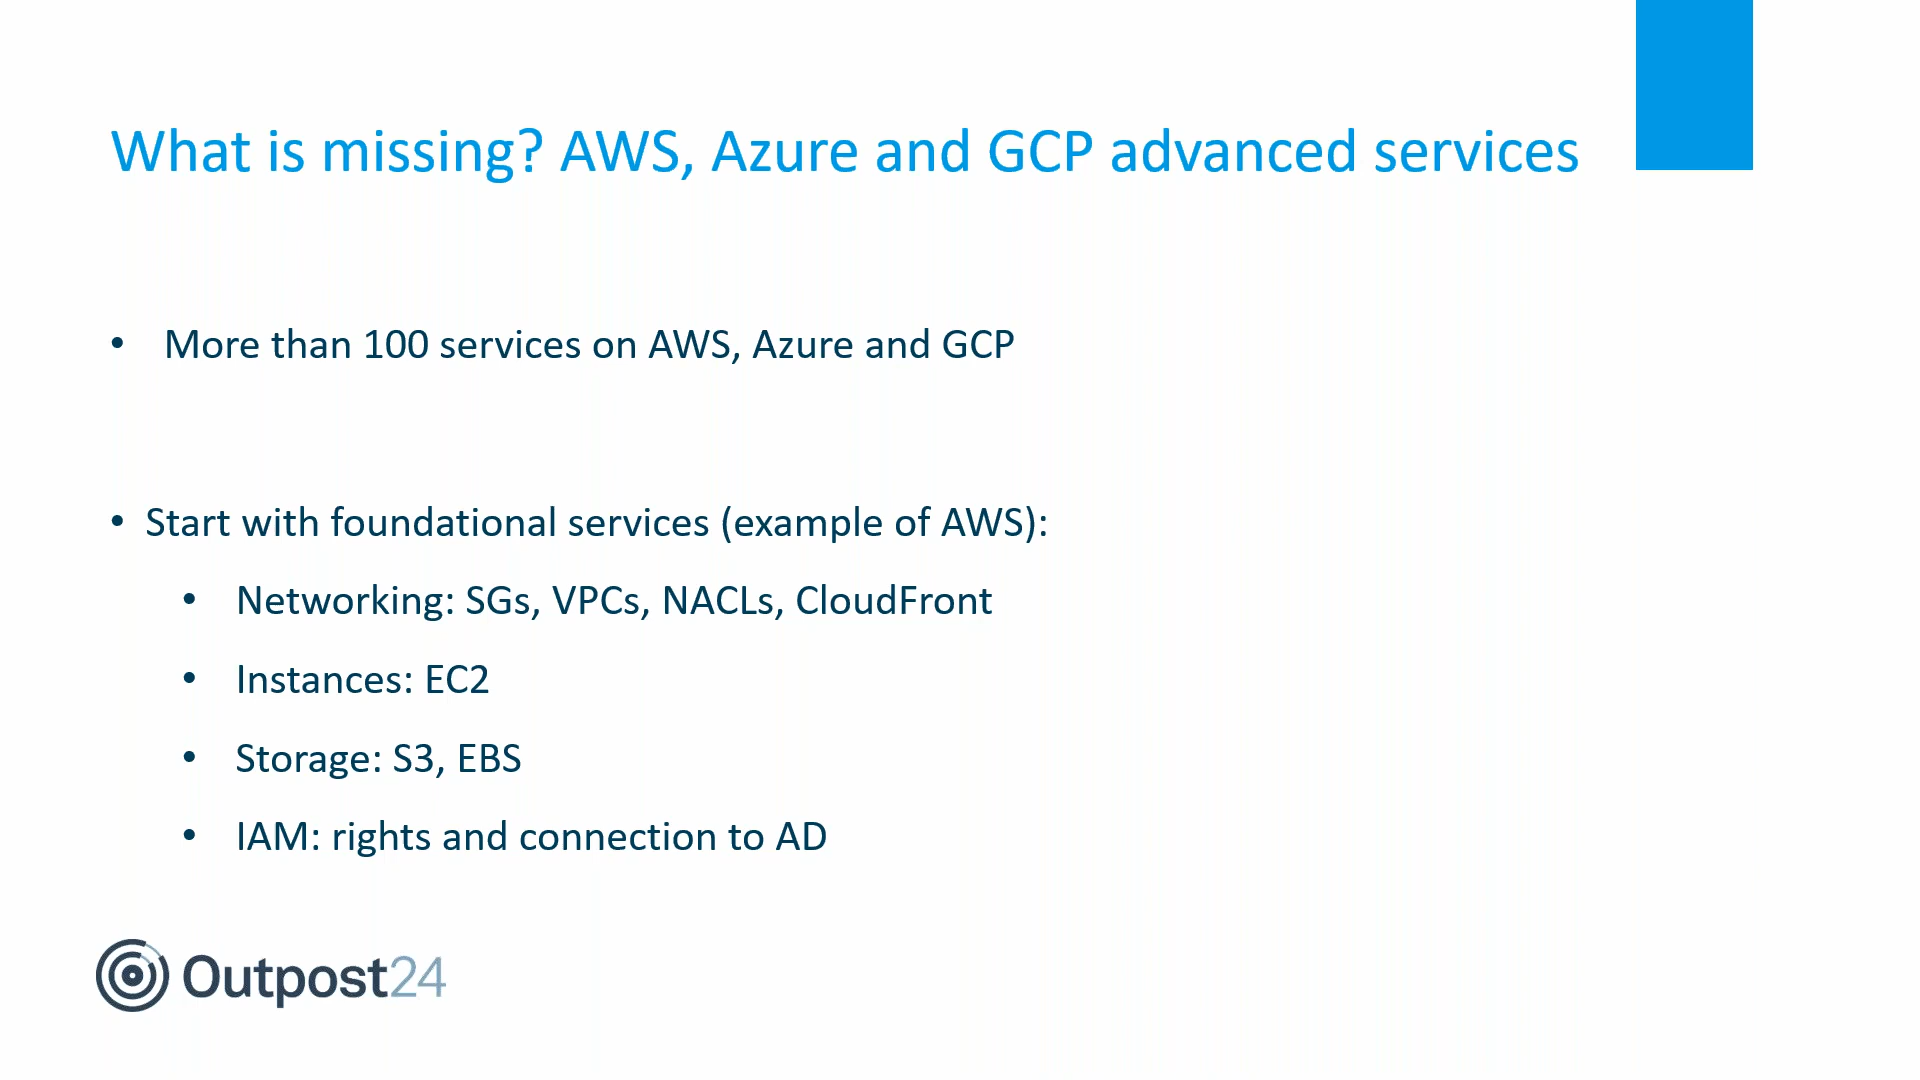 What is missing? AWS, Azure and GCP advanced services
• More than 100 services on AWS, Azure and GCP
• Start with foundational services (example of AWS):
• Networking: SGs, VPCs, NACLs, CloudFront
• Instances: EC2
• Storage: S3, EBS
• IAM: rights and connection to AD
Outpost24